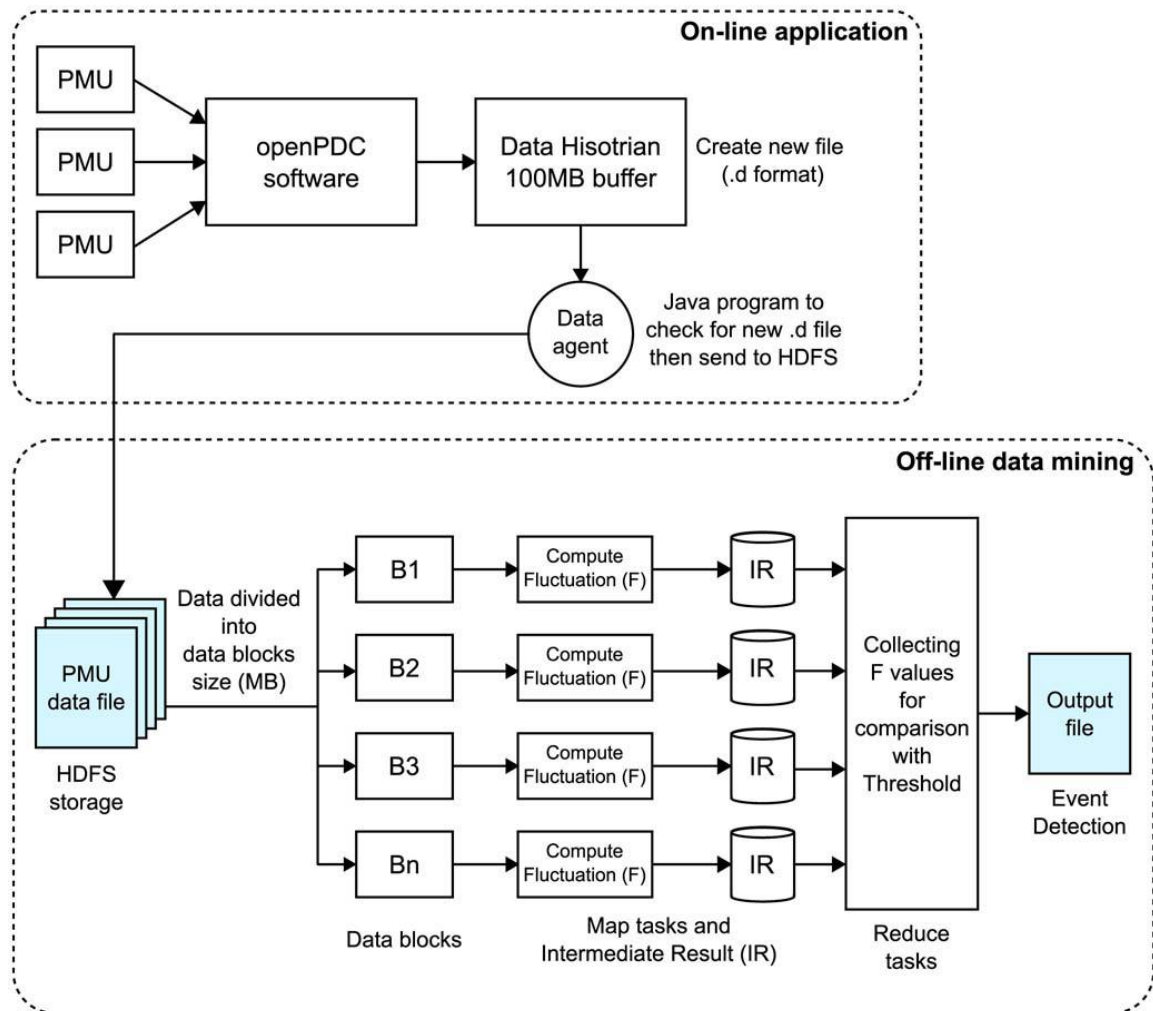 On-line application
PMU
PMU
PMU
openPDC
software
Data Hisotrian
100MB buffer
Create new file
(.d format)
Data
agent
Java program to
check for new .d file
then send to HDFS
Off-line data mining
PMU
data file
HDFS
storage
Data divided
into
data blocks
size (MB)
B1
Compute
Fluctuation (F)
IR
B2
Compute
Fluctuation (F)
IR
B3
Compute
Fluctuation (F)
IR
Bn
Compute
Fluctuation (F)
IR
Data blocks
Map tasks and
Intermediate Result (IR)
Collecting
F values
for
comparison
with
Threshold
Reduce
tasks
Output
file
Event
Detection